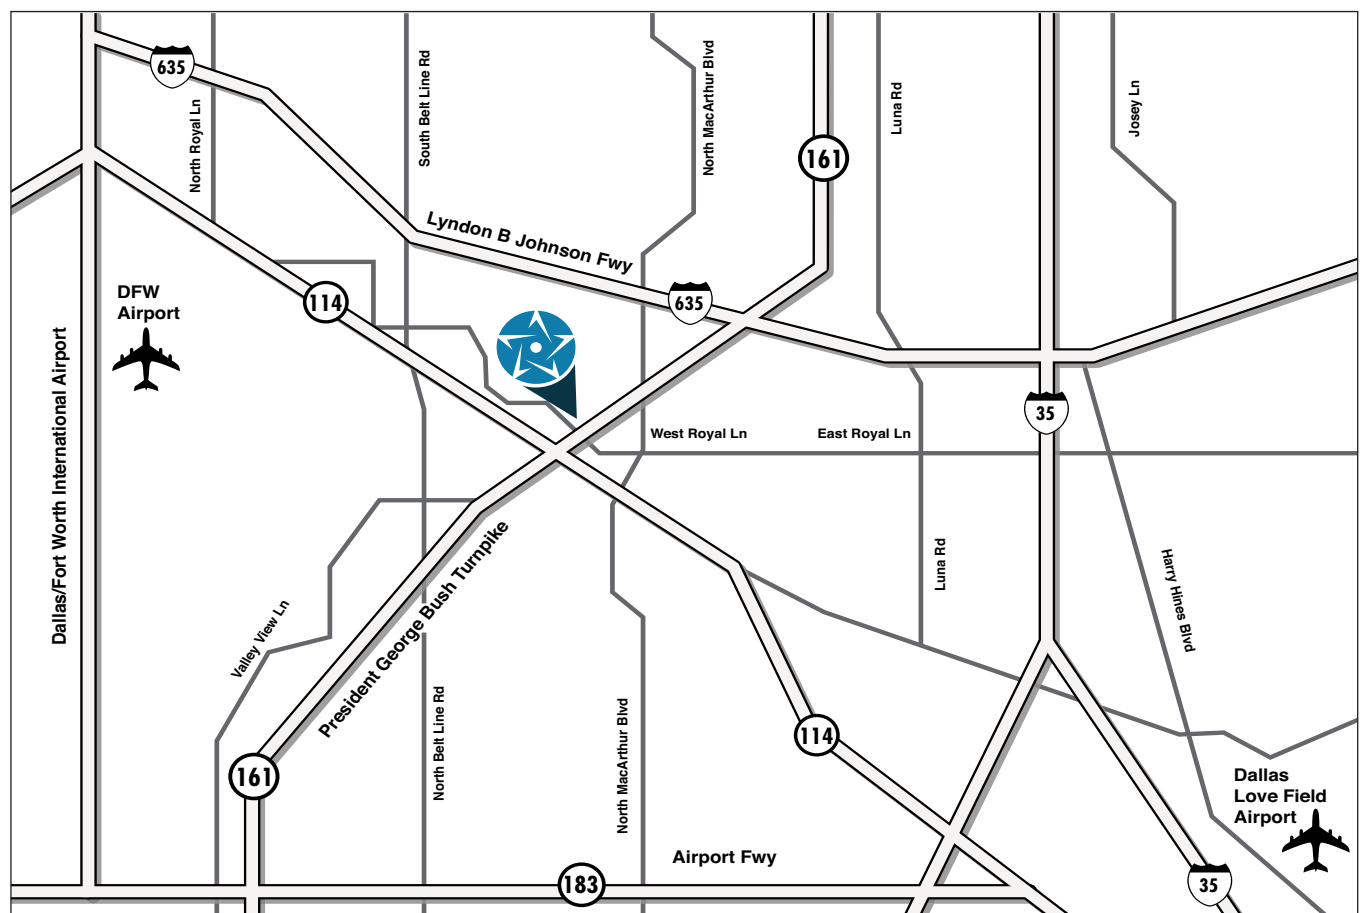 635
North Royal Ln
South Belt Line Rd
North MacArthur Blvd
Luna Rd
Josey Ln
161
Lyndon B Johnson Fwy
DFW
Airport
114
635
Dallas/Fort Worth International Airport
35
West Royal Ln
East Royal Ln
President George Bush Turnpike
Valley View Ln
Luna Rd
Harry Hines Blvd
North Belt Line Rd
North MacArthur Blvd
114
161
Dallas
Love Field
Airport
Airport Fwy
183
35